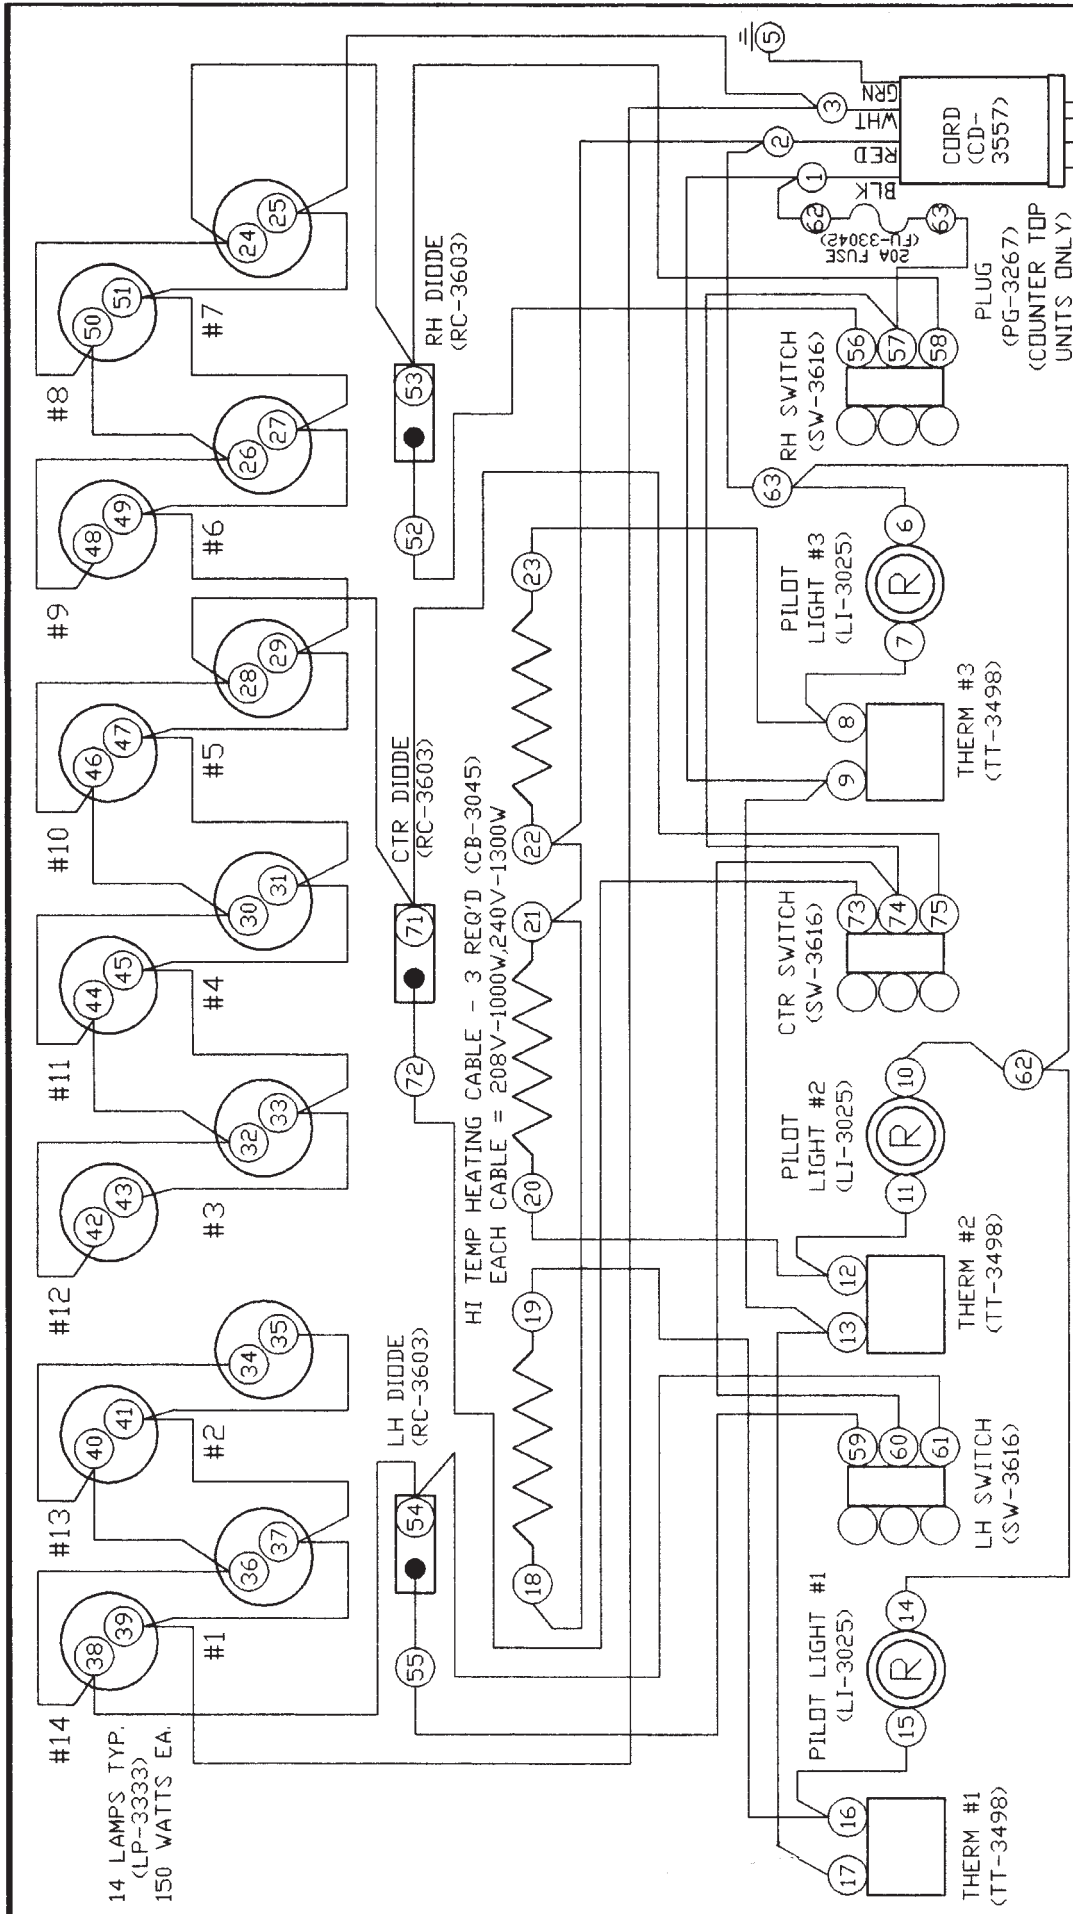 14 LAMPS TYP.
(LP-3333)
150 WATTS EA.
#14
#13
#12
#11
#10
#9
#8
38
39
40
41
42
43
44
45
46
47
48
49
50
51
#1
#2
#3
#4
#5
#6
#7
36
37
34
35
32
33
30
31
28
29
26
27
24
25
LH DIODE
(RC-3603)
55
54
CTR DIODE
(RC-3603)
72
71
RH DIODE
(RC-3603)
52
53
HI TEMP HEATING CABLE - 3 REQ'D (CB-3045)
EACH CABLE = 208V-1000W,240V-1300W
18
19
20
21
22
23
THERM #1
(TT-3498)
17
16
PILOT LIGHT #1
(LI-3025)
15
R
14
LH SWITCH
(SW-3616)
59
60
61
THERM #2
(TT-3498)
13
12
PILOT
LIGHT #2
(LI-3025)
11
R
10
62
CTR SWITCH
(SW-3616)
73
74
75
THERM #3
(TT-3498)
9
8
PILOT
LIGHT #3
(LI-3025)
7
R
6
63
RH SWITCH
(SW-3616)
56
57
58
20A FUSE
(FU-33042)
62
63
1
2
3
5
BLK
RED
WHT
GRN
CORD
(CD-
3557)
PLUG
(PG-3267)
(COUNTER TOP
UNITS ONLY)